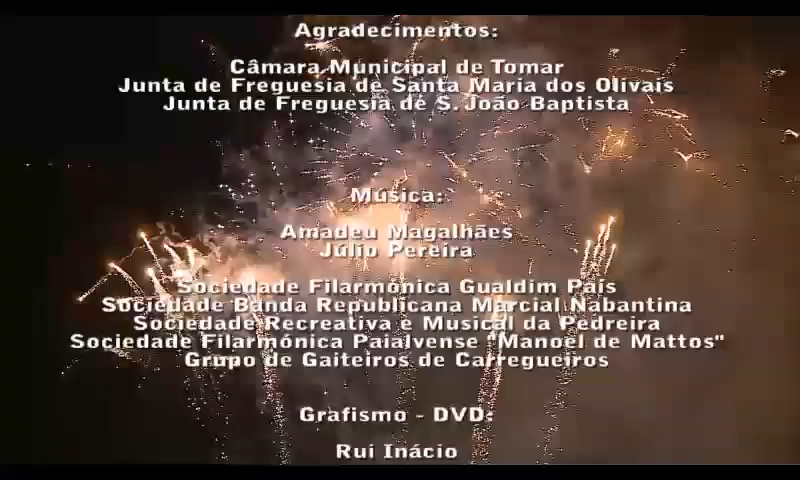 Agradecimentos:
Câmara Municipal de Tomar
Junta de Freguesia de Santa Maria dos Olivais
Junta de Freguesia de S. João Baptista
Música:
Amadeu Magalhães
Júlio Pereira
Sociedade Filarmónica Gualdim Pais
Sociedade Banda Republicana Marcial Nabantina
Sociedade Recreativa e Musical da Pedreira
Sociedade Filarmónica Paialvense "Manoel de Mattos"
Grupo de Gaiteiros de Carregueiros
Grafismo - DVD:
Rui Inácio